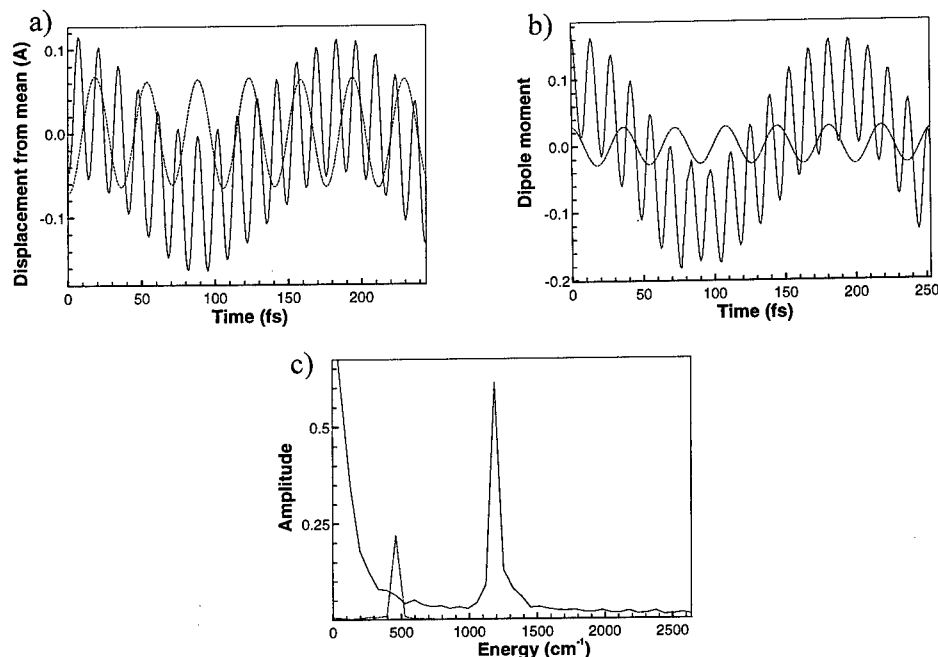 a)
Displacement from mean (A)
0.1
0.0
-0.1
0
50
100
150
200
Time (fs)
b)
Dipole moment
0.1
0.0
-0.1
-0.2
0
50
100
150
200
250
Time (fs)
c)
Amplitude
0.5
0.25
0
500
1000
1500
2000
2500
Energy (cm-1)